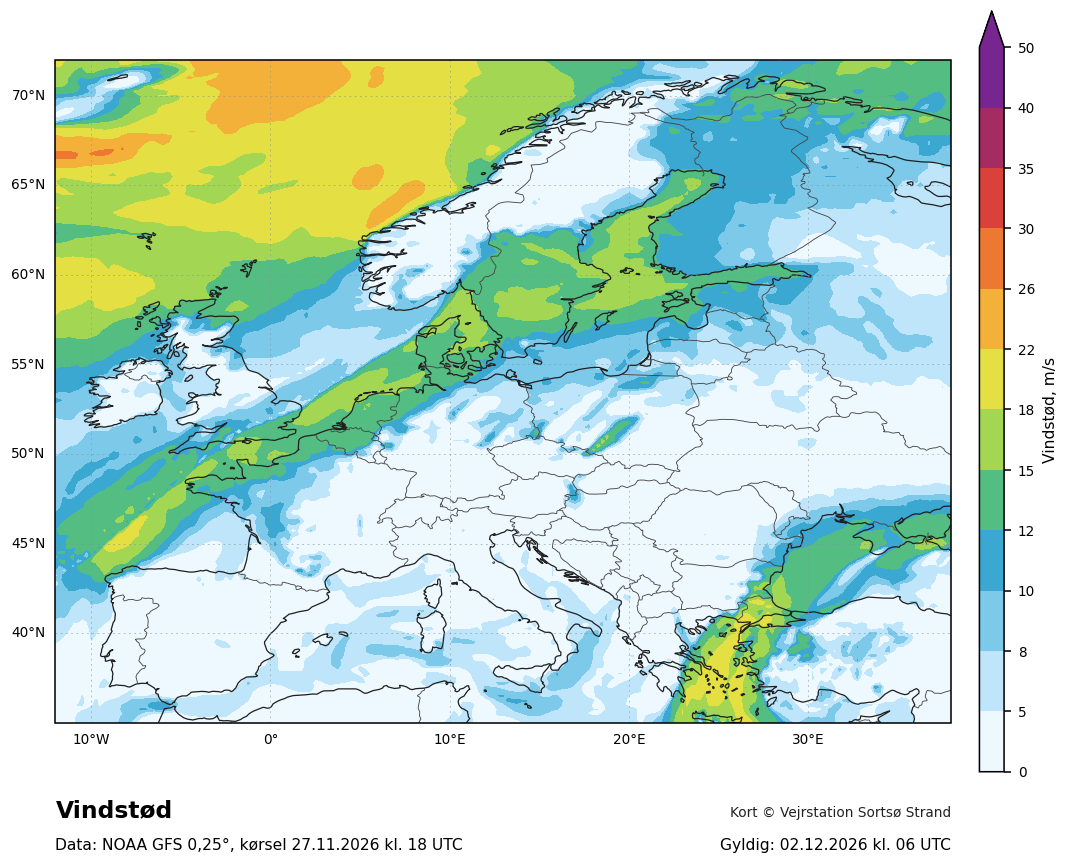 70°N
65°N
60°N
55°N
50°N
45°N
40°N
10°W
0°
10°E
20°E
30°E
50
40
35
30
26
22
18
15
12
10
8
5
0
Vindstød, m/s
Vindstød
Kort © Vejrstation Sortsø Strand
Data: NOAA GFS 0,25°, kørsel 27.11.2026 kl. 18 UTC
Gyldig: 02.12.2026 kl. 06 UTC